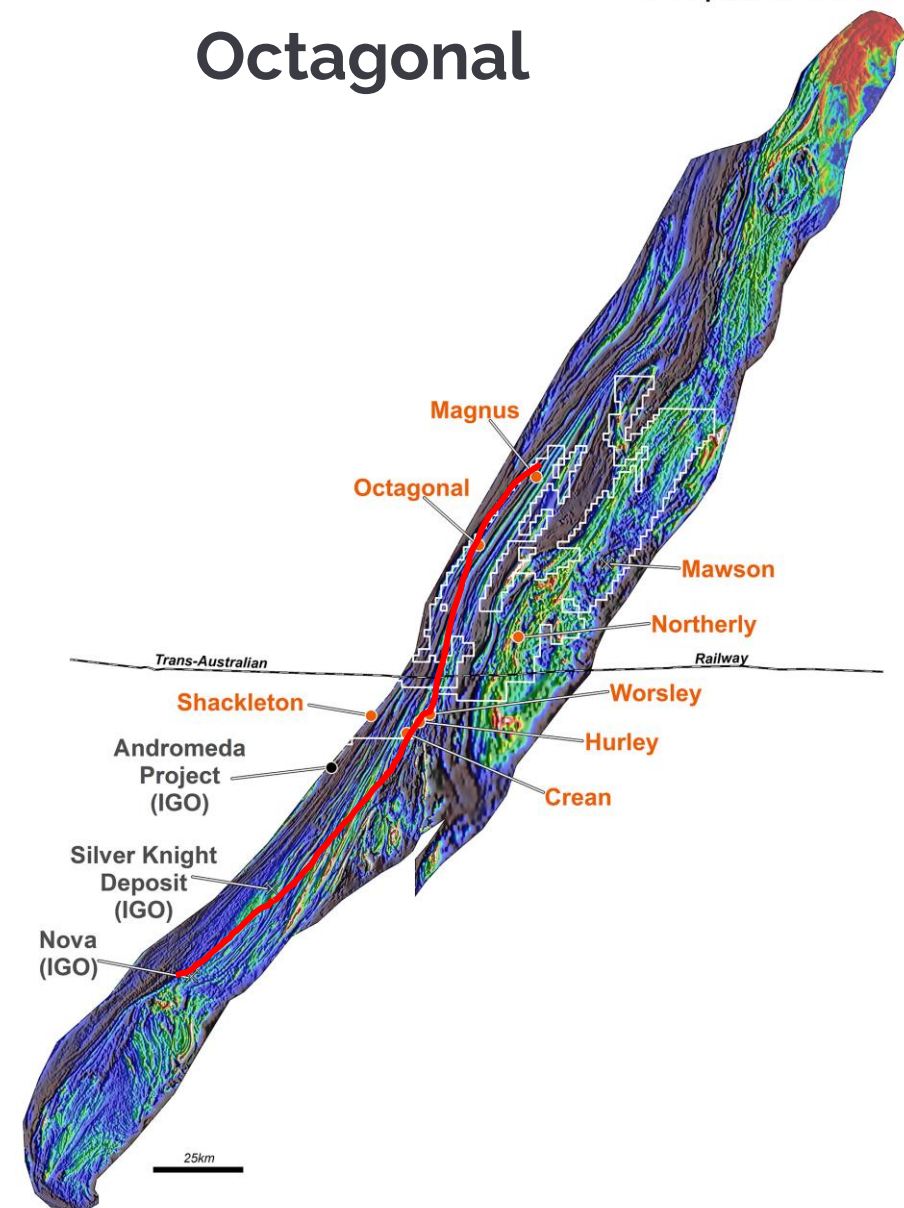 Octagonal
Magnus
Octagonal
Mawson
Northerly
Trans-Australian
Railway
Shackleton
Worsley
Andromeda
Project
(IGO)
Hurley
Crean
Silver Knight
Deposit
(IGO)
Nova
(IGO)
25km